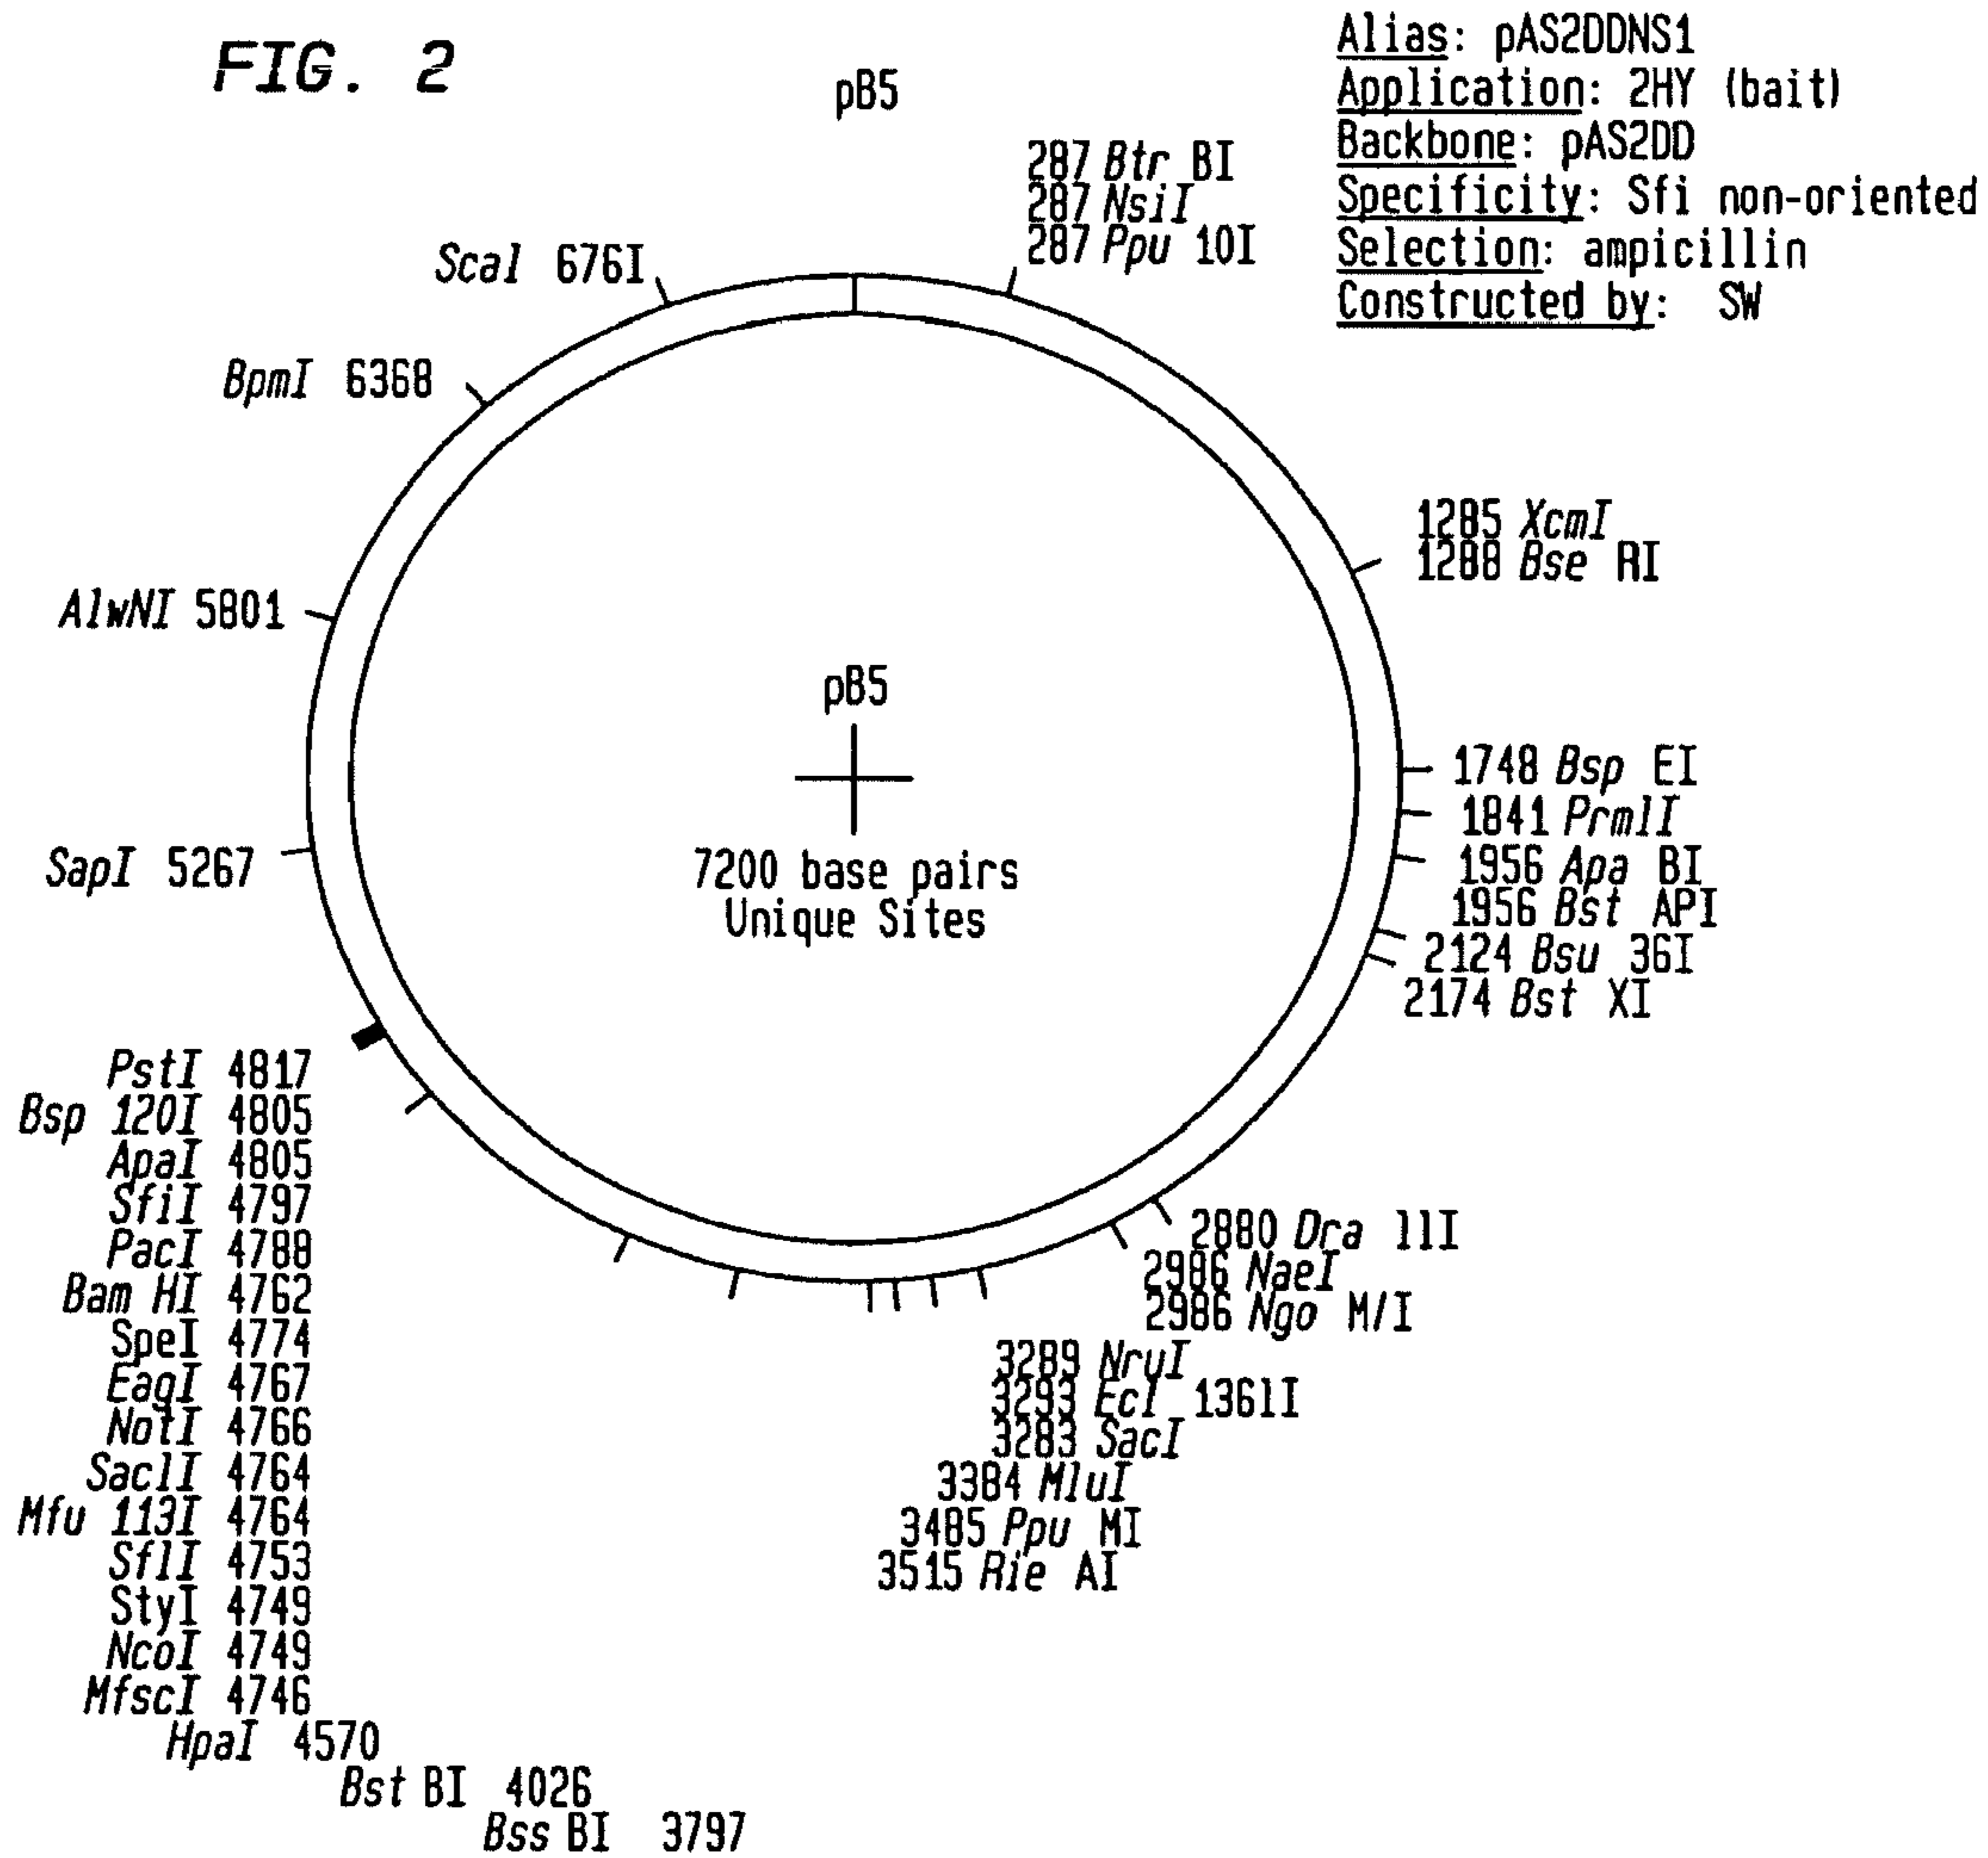 FIG. 2
pB5
Alias: pAS2DDNS1
Application: 2HY (bait)
Backbone: pAS2DD
Specificity: Sfi non-oriented
Selection: ampicillin
Constructed by: SW
287 Btr BI
287 NsiI
287 Ppu 10I
ScaI 676I
BpmI 6368
AlwNI 5801
SapI 5267
1285 XcmI
1288 Bse RI
1748 Bsp EI
1841 PrmlI
1956 Apa BI
1956 Bst API
2124 Bsu 36I
2174 Bst XI
pB5
7200 base pairs
Unique Sites
2880 Dra llI
2986 NaeI
2986 Ngo M/I
3289 NruI
3293 EcI 136lI
3283 SacI
3384 MluI
3485 Ppu MI
3515 Rie AI
PstI 4817
Bsp 120I 4805
ApaI 4805
SfiI 4797
PacI 4788
Bam HI 4762
SpeI 4774
EagI 4767
NotI 4766
SaclI 4764
Mfu 113I 4764
SflI 4753
StyI 4749
NcoI 4749
MfscI 4746
HpaI 4570
Bst BI 4026
Bss BI 3797